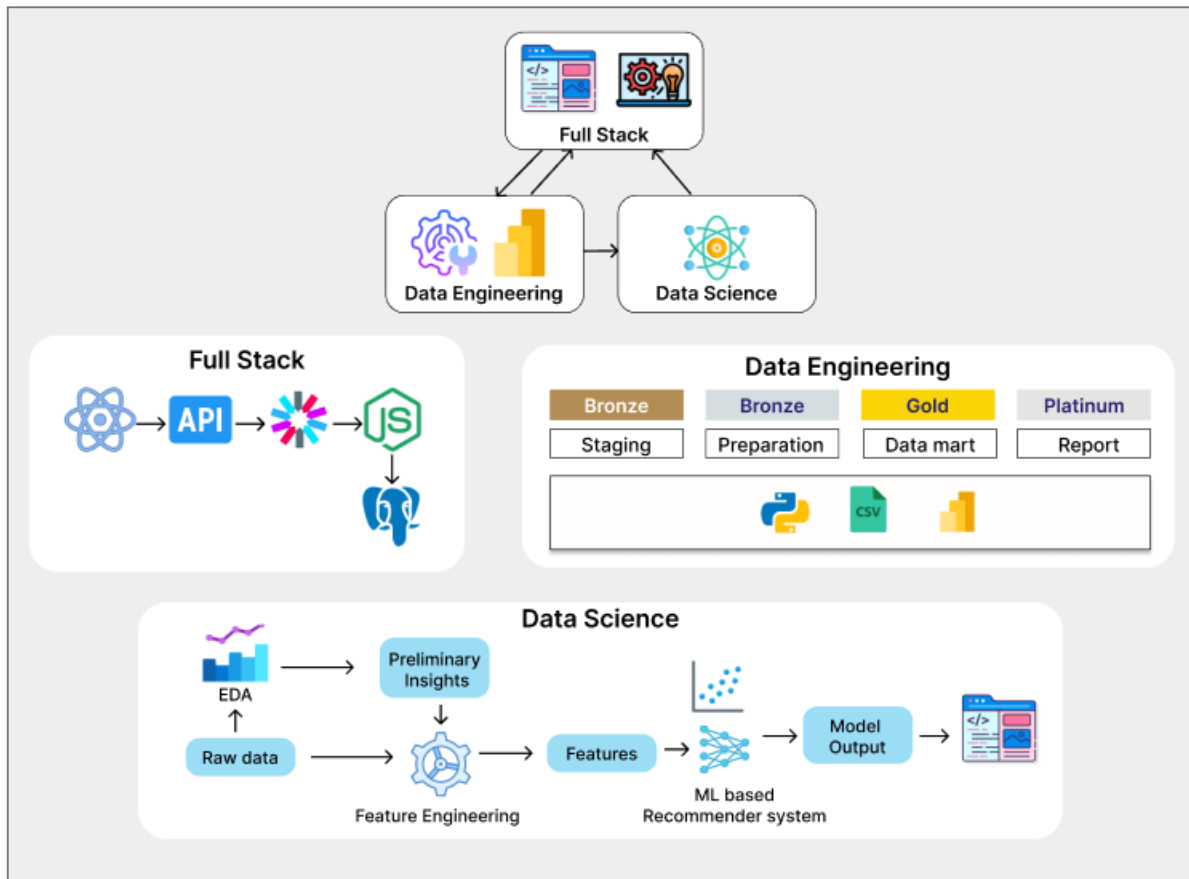 </>
Full Stack
Data Engineering
Data Science
Full Stack
API
JS
Data Engineering
Bronze
Bronze
Gold
Platinum
Staging
Preparation
Data mart
Report
CSV
Data Science
EDA
Preliminary
Insights
Raw data
Feature Engineering
Features
ML based
Recommender system
Model
Output
</>